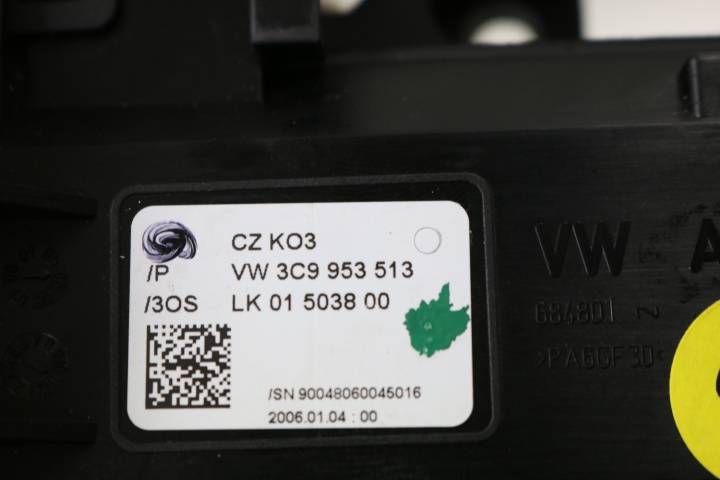 CZ KO3
/P VW 3C9 953 513
/3OS LK 01 5038 00
/SN 90048060045016
2006.01.04 : 00
VW A
684801 Z
>PA6GF30<